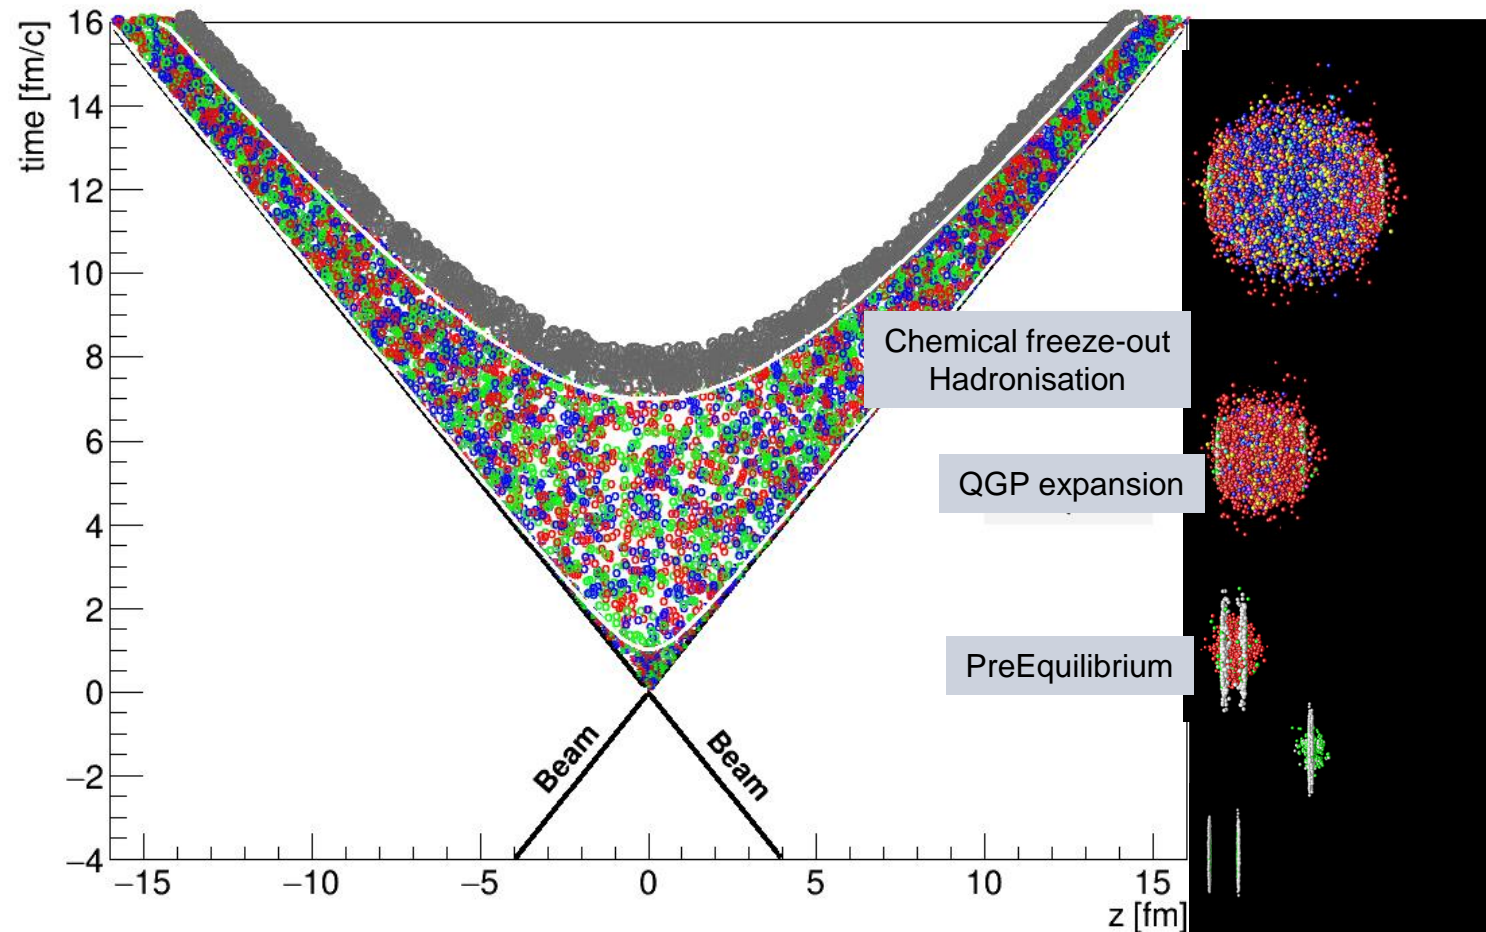 time [fm/c]
16
14
12
10
8
6
4
2
0
−2
−4
Chemical freeze-out
Hadronisation
QGP expansion
PreEquilibrium
Beam
Beam
−15
−10
−5
0
5
10
15
z [fm]